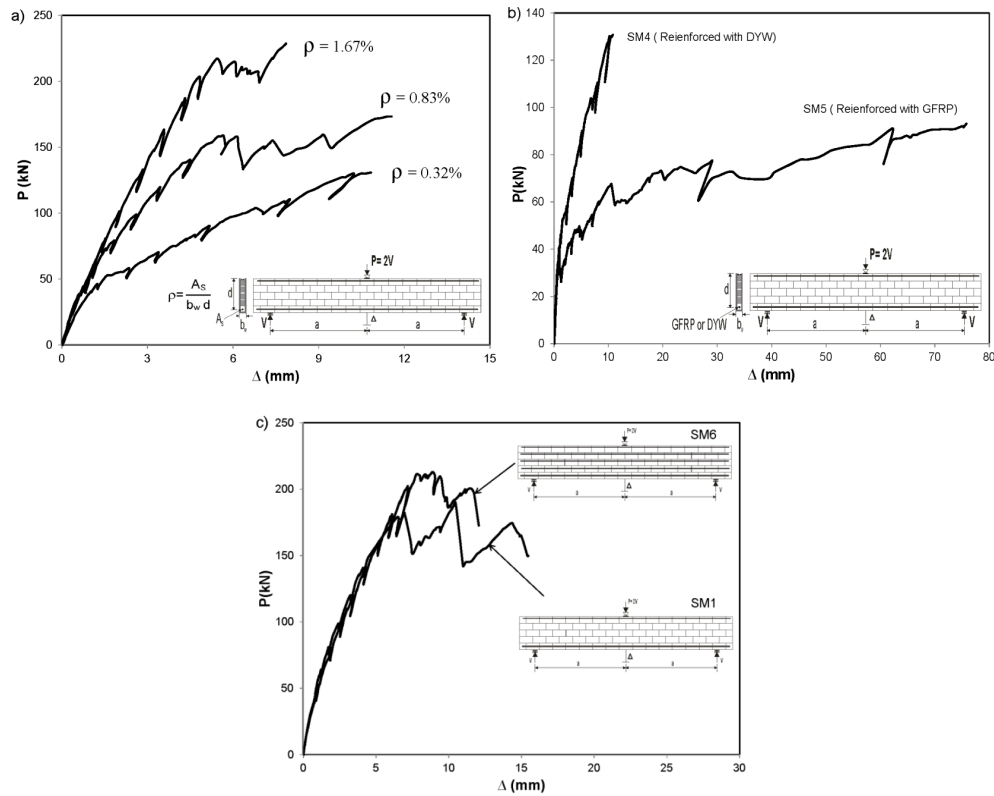 a)
250
200
150
100
50
0
P (kN)
0 3 6 9 12 15
Δ (mm)
ρ = 1.67%
ρ = 0.83%
ρ = 0.32%
P= 2V
ρ= As / bw d
d
As
V
Δ
V
a
a
b)
140
120
100
80
60
40
20
0
P(kN)
0 10 20 30 40 50 60 70 80
Δ (mm)
SM4 ( Reienforced with DYW)
SM5 ( Reienforced with GFRP)
P= 2V
d
GFRP or DYW
V
Δ
V
a
a
c)
250
200
150
100
50
0
P(kN)
0 5 10 15 20 25 30
Δ (mm)
SM6
P=2V
V
Δ
V
a
a
SM1
P=2V
V
Δ
V
a
a